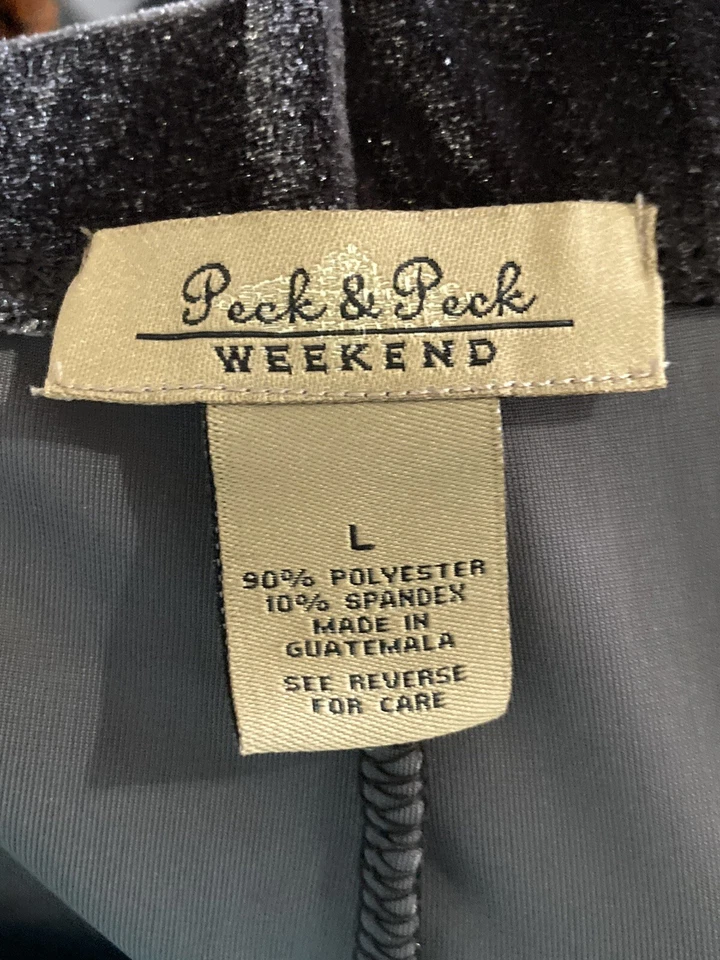 Peck & Peck
WEEKEND
L
90% POLYESTER
10% SPANDEX
MADE IN
GUATEMALA
SEE REVERSE
FOR CARE